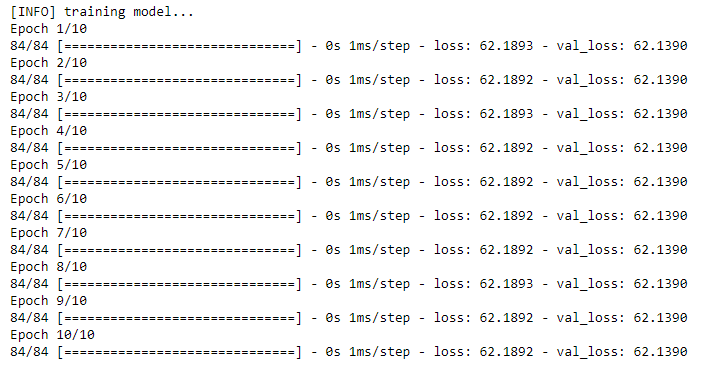 [INFO] training model...
Epoch 1/10
84/84 [==============================] - 0s 1ms/step - loss: 62.1893 - val_loss: 62.1390
Epoch 2/10
84/84 [==============================] - 0s 1ms/step - loss: 62.1892 - val_loss: 62.1390
Epoch 3/10
84/84 [==============================] - 0s 1ms/step - loss: 62.1893 - val_loss: 62.1390
Epoch 4/10
84/84 [==============================] - 0s 1ms/step - loss: 62.1892 - val_loss: 62.1390
Epoch 5/10
84/84 [==============================] - 0s 1ms/step - loss: 62.1892 - val_loss: 62.1390
Epoch 6/10
84/84 [==============================] - 0s 1ms/step - loss: 62.1892 - val_loss: 62.1390
Epoch 7/10
84/84 [==============================] - 0s 1ms/step - loss: 62.1892 - val_loss: 62.1390
Epoch 8/10
84/84 [==============================] - 0s 1ms/step - loss: 62.1893 - val_loss: 62.1390
Epoch 9/10
84/84 [==============================] - 0s 1ms/step - loss: 62.1892 - val_loss: 62.1390
Epoch 10/10
84/84 [==============================] - 0s 1ms/step - loss: 62.1892 - val_loss: 62.1390